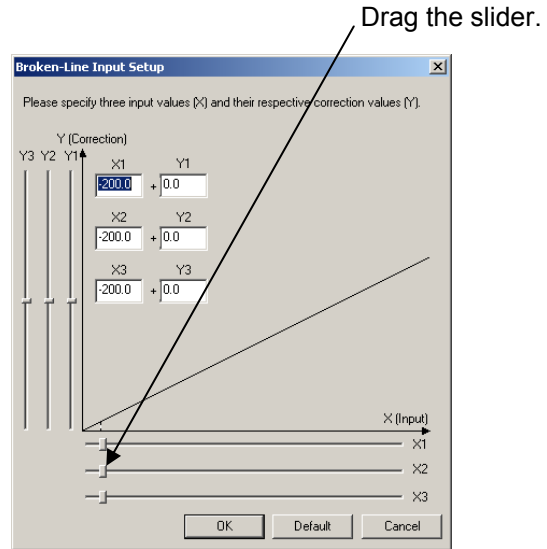 Drag the slider.
Broken-Line Input Setup
Please specify three input values (X) and their respective correction values (Y).
Y (Correction)
Y3 Y2 Y1
X1 Y1
-200.0 + 0.0
X2 Y2
-200.0 + 0.0
X3 Y3
-200.0 + 0.0
X (Input)
X1
X2
X3
OK Default Cancel